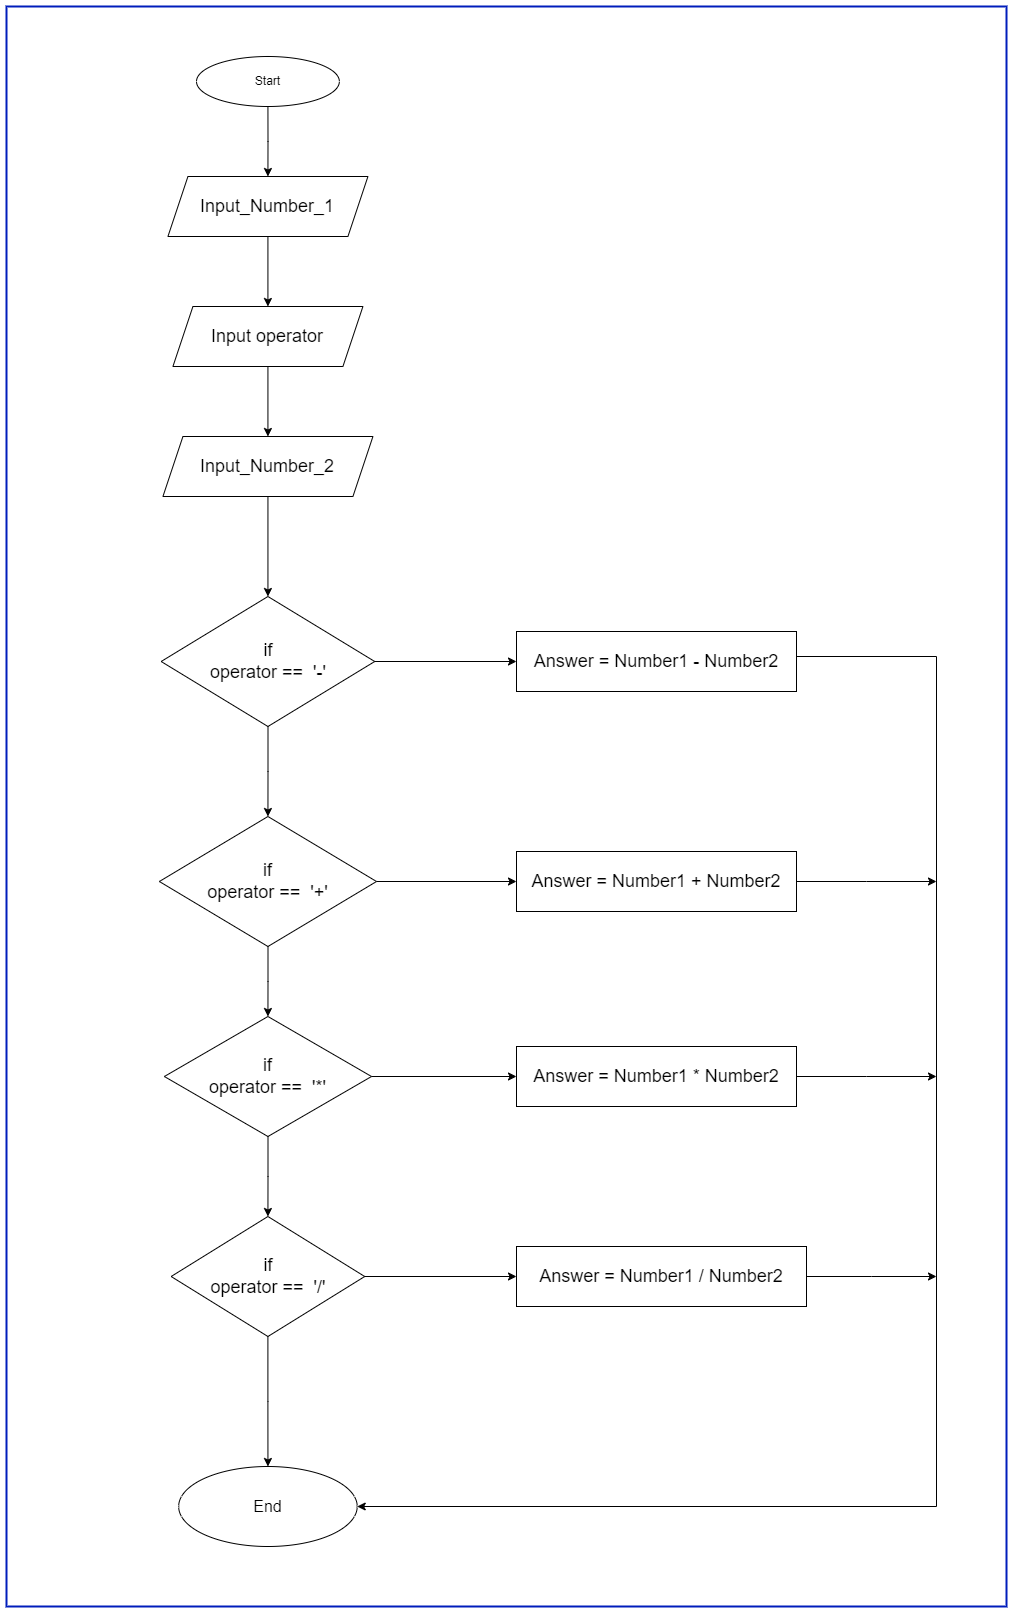 Start
Input_Number_1
Input operator
Input_Number_2
if
operator == '-'
Answer = Number1 - Number2
if
operator == '+'
Answer = Number1 + Number2
if
operator == '*'
Answer = Number1 * Number2
if
operator == '/'
Answer = Number1 / Number2
End